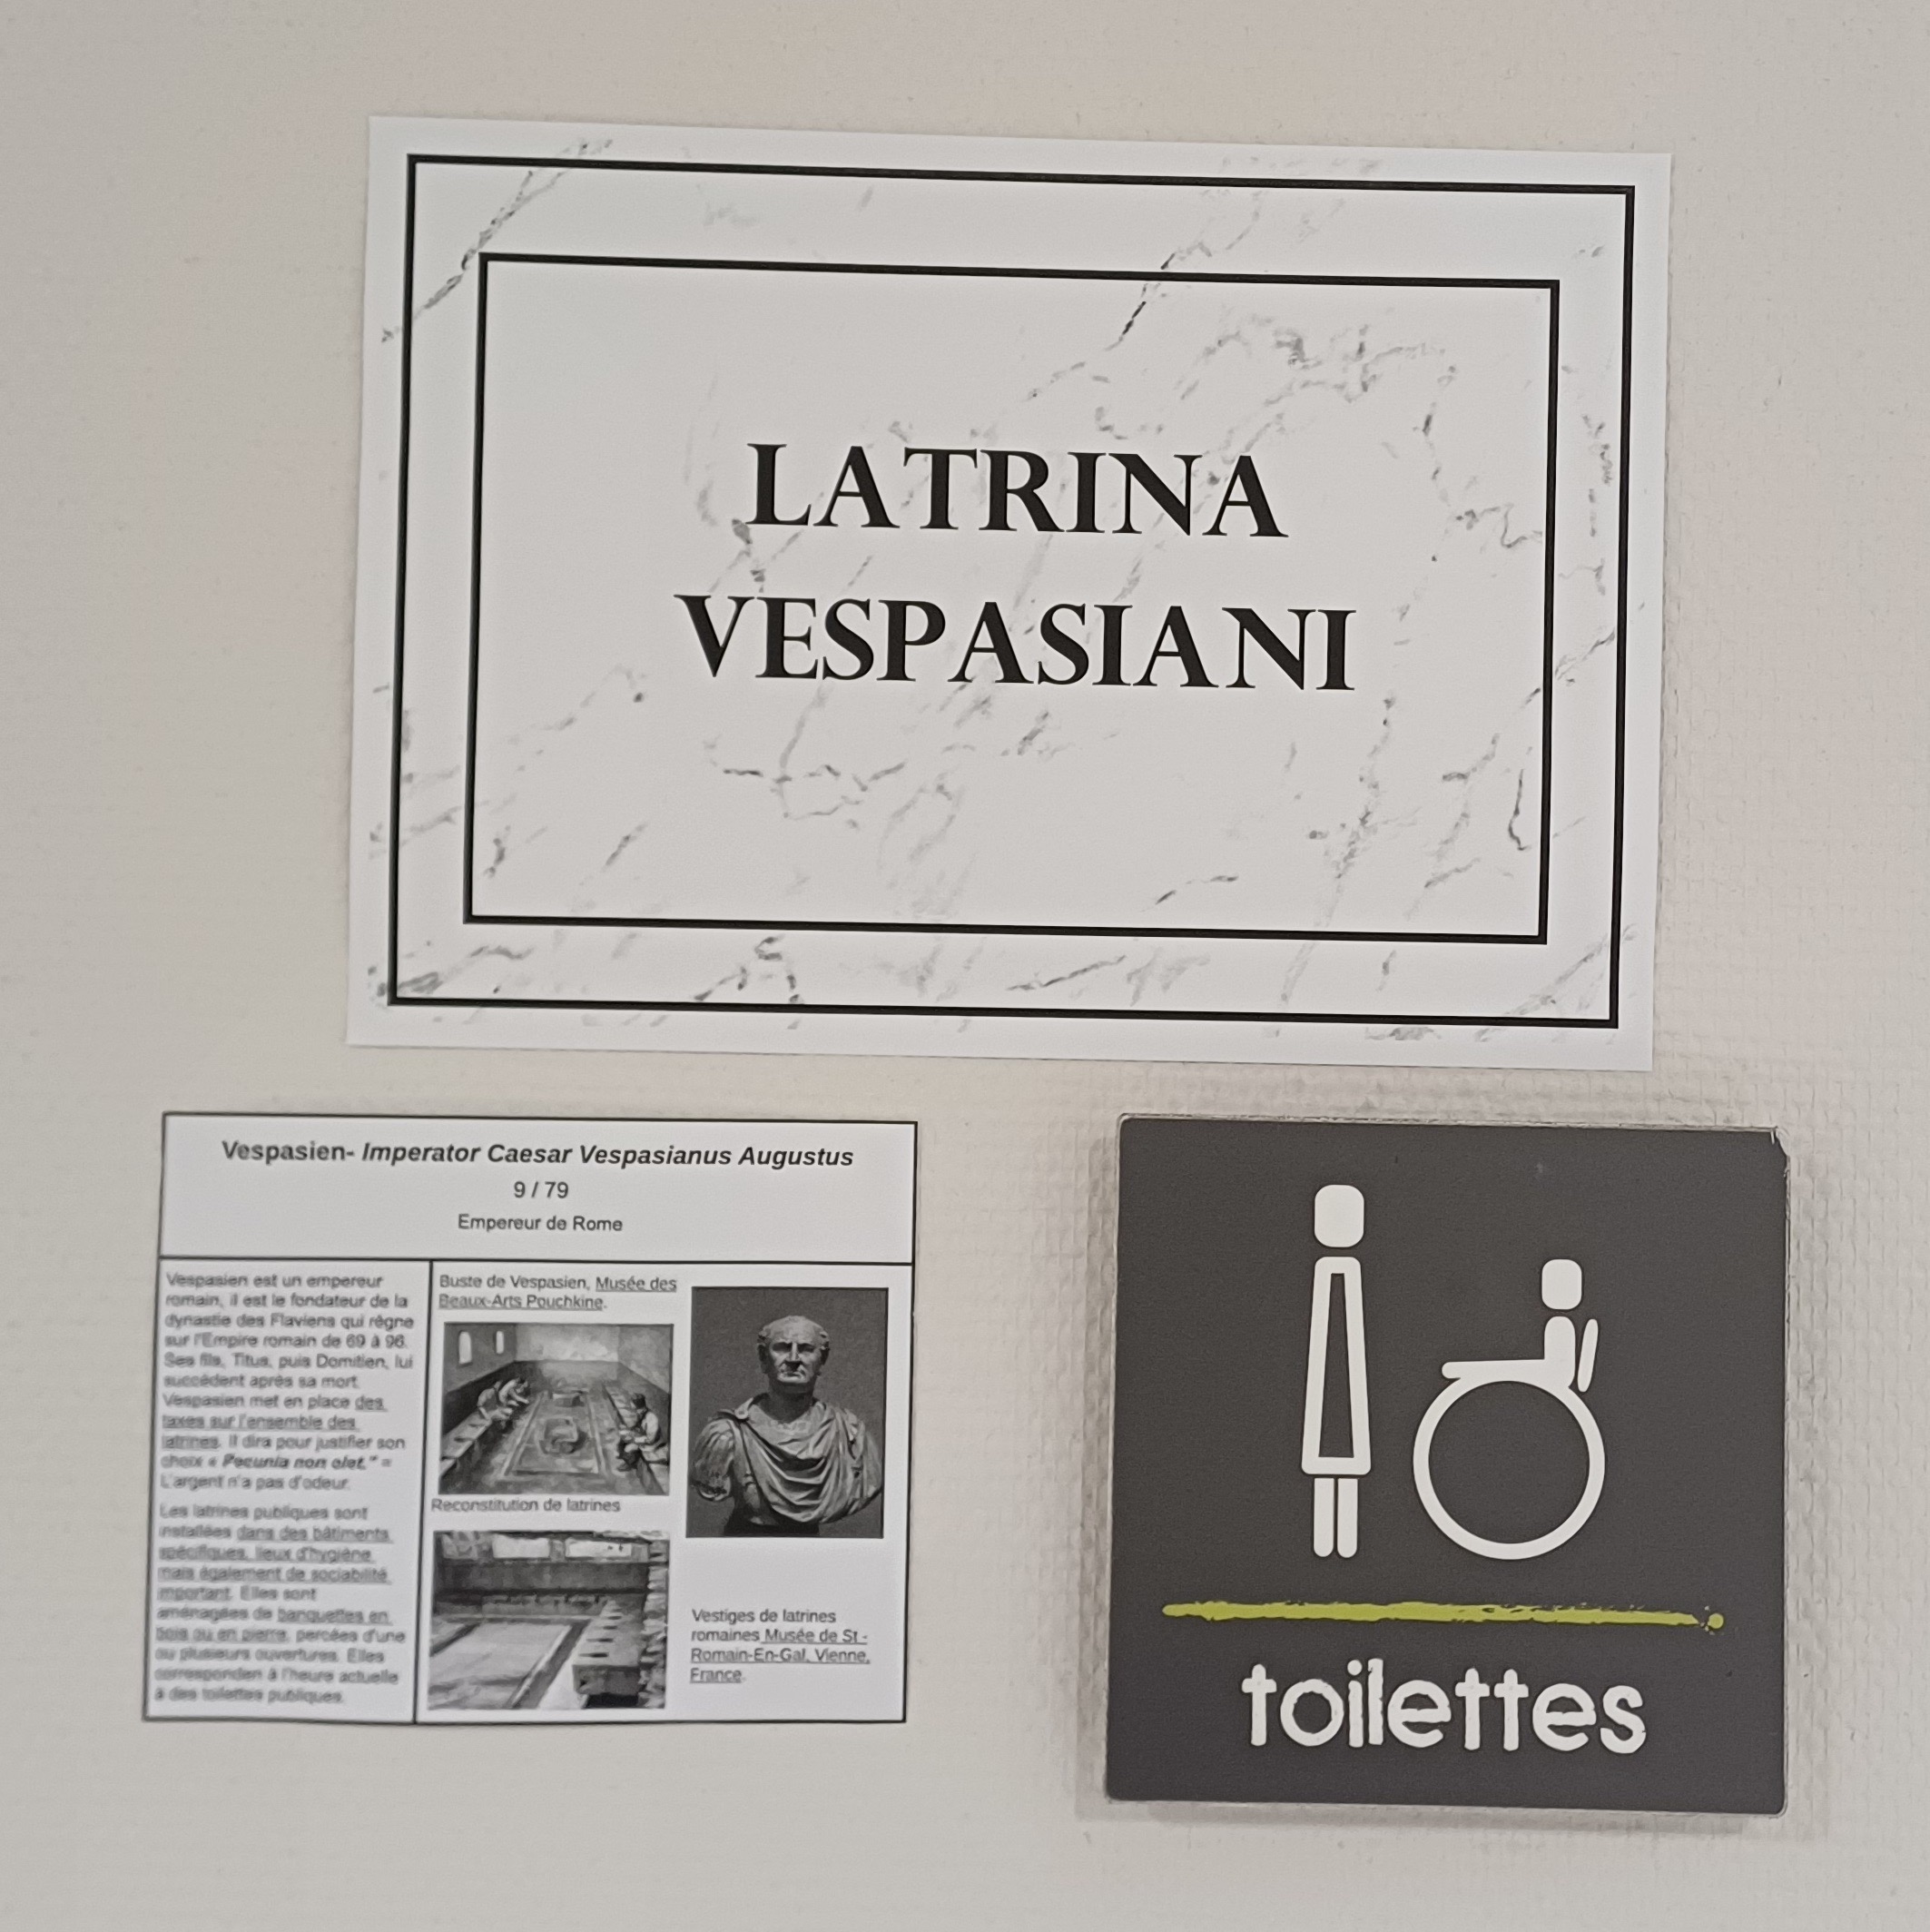 LATRINA
VESPASIANI
Vespasien- Imperator Caesar Vespasianus Augustus
9 / 79
Empereur de Rome
Vespasien est un empereur
romain, il est le fondateur de la
dynastie des Flaviens qui règne
sur l'Empire romain de 69 à 96.
Ses fils, Titus, puis Domitien, lui
succèdent après sa mort.
Vespasien met en place des
taxes sur l'ensemble des
latrines. Il dira pour justifier son
choix « Pecunia non olet." =
L'argent n'a pas d'odeur.
Les latrines publiques sont
installées dans des bâtiments
spécifiques, lieux d'hygiène
mais également de sociabilité
important. Elles sont
aménagées de banquettes en
bois ou en pierre, percées d'une
ou plusieurs ouvertures. Elles
corresponden à l'heure actuelle
à des toilettes publiques.
Buste de Vespasien, Musée des
Beaux-Arts Pouchkine.
Reconstitution de latrines
Vestiges de latrines
romaines Musée de St -
Romain-En-Gal, Vienne,
France.
toilettes